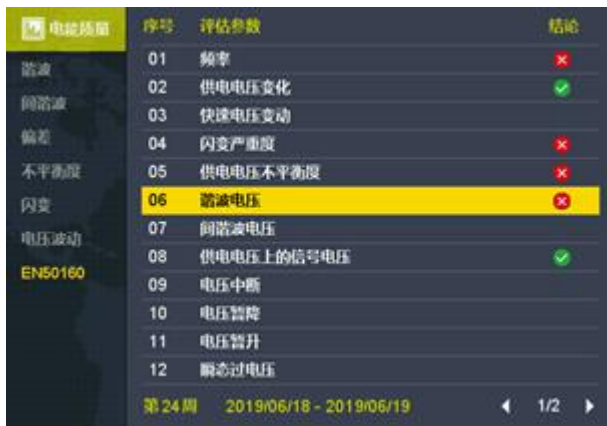 电能质量
谐波
间谐波
偏差
不平衡度
闪变
电压波动
EN50160
序号 评估参数 结论
01 频率
02 供电电压变化
03 快速电压变动
04 闪变严重度
05 供电电压不平衡度
06 谐波电压
07 间谐波电压
08 供电电压上的信号电压
09 电压中断
10 电压暂降
11 电压暂升
12 瞬态过电压
第24周 2019/06/18 - 2019/06/19 1/2